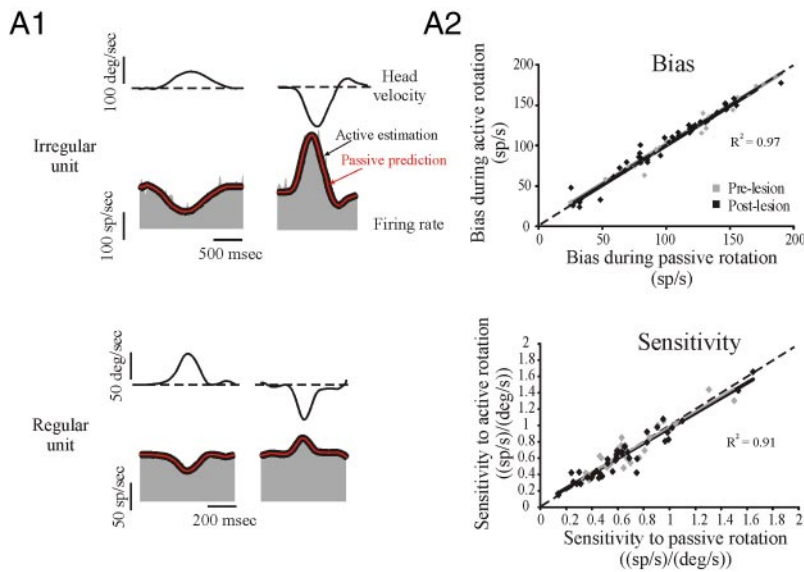 A1
100 deg/sec
Head
velocity
Active estimation
Passive prediction
Irregular
unit
100 sp/sec
Firing rate
500 msec
50 deg/sec
Regular
unit
50 sp/sec
200 msec
A2
Bias
Bias during active rotation
(sp/s)
200
150
100
50
R² = 0.97
Pre-lesion
Post-lesion
0 50 100 150 200
Bias during passive rotation
(sp/s)
Sensitivity
Sensitivity to active rotation
((sp/s)/(deg/s))
2
1.8
1.6
1.4
1.2
1
0.8
0.6
0.4
0.2
R² = 0.91
0 0.2 0.4 0.6 0.8 1 1.2 1.4 1.6 1.8 2
Sensitivity to passive rotation
((sp/s)/(deg/s))